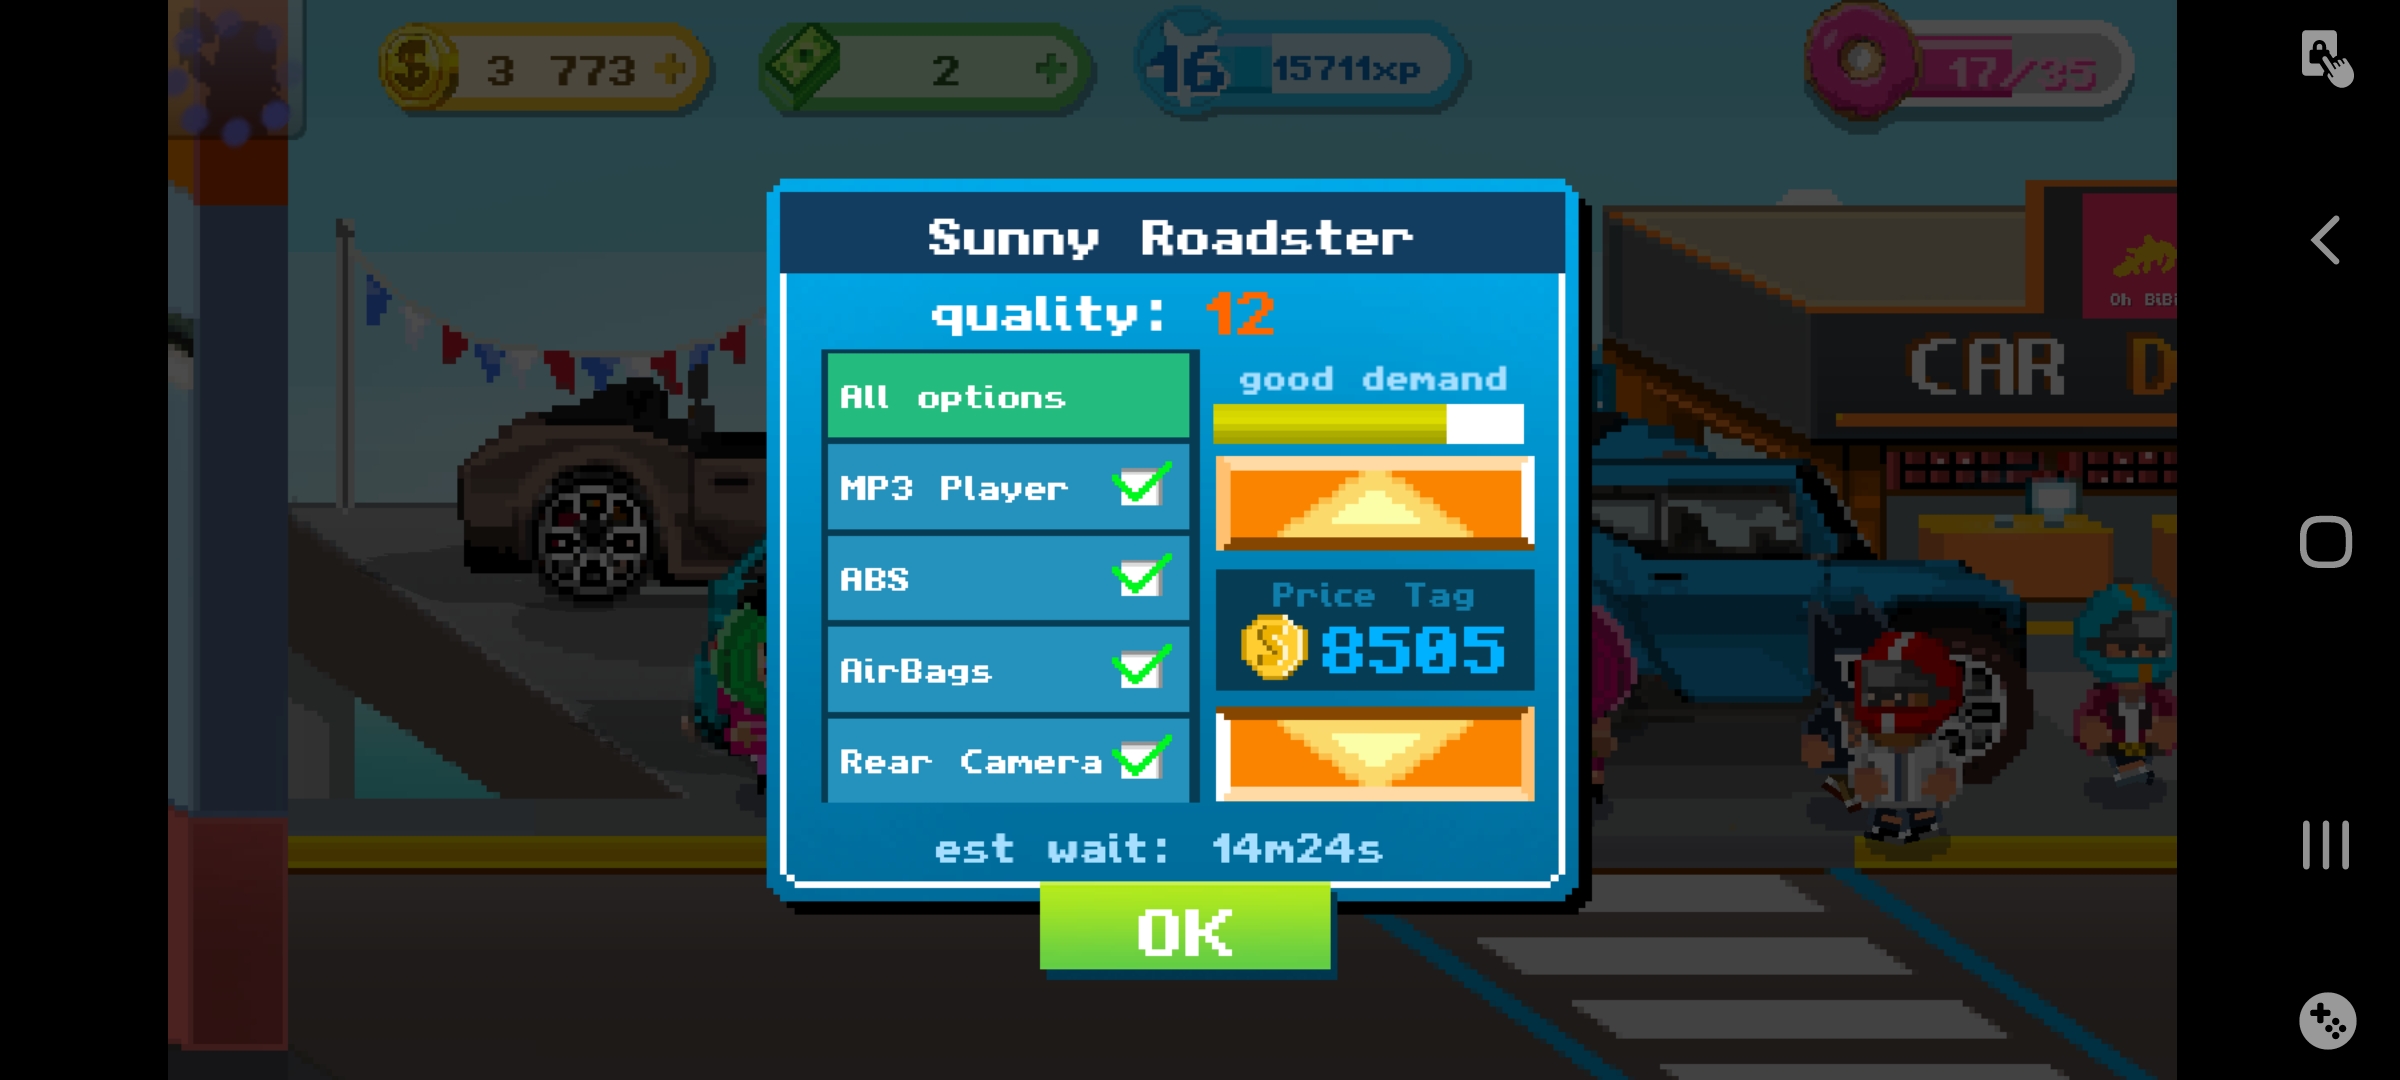 3 773
2
16
15711xp
17/35
Sunny Roadster
quality: 12
All options
good demand
MP3 Player
ABS
AirBags
Rear Camera
Price Tag
8505
est wait: 14m24s
OK
Oh BiBi
CAR D